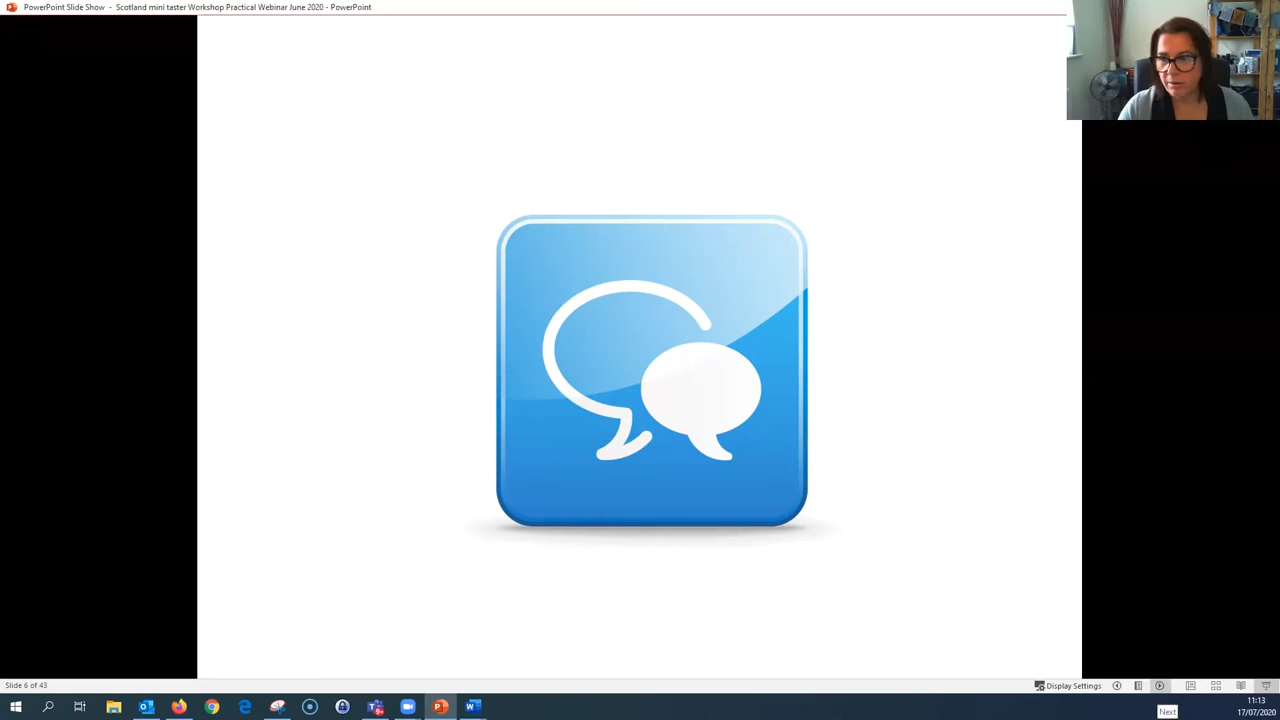 PowerPoint Slide Show - Scotland mini taster Workshop Practical Webinar June 2020 - PowerPoint
Slide 6 of 43
Display Settings
11:13
17/07/2020
Next